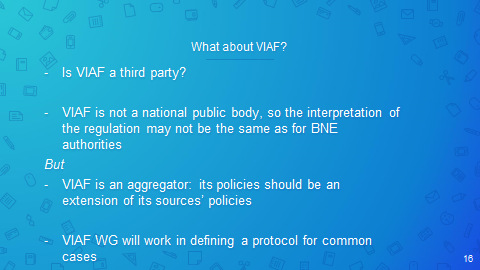 What about VIAF?
- Is VIAF a third party?
- VIAF is not a national public body, so the interpretation of
the regulation may not be the same as for BNE
authorities
But
- VIAF is an aggregator: its policies should be an
extension of its sources' policies
- VIAF WG will work in defining a protocol for common
cases
16